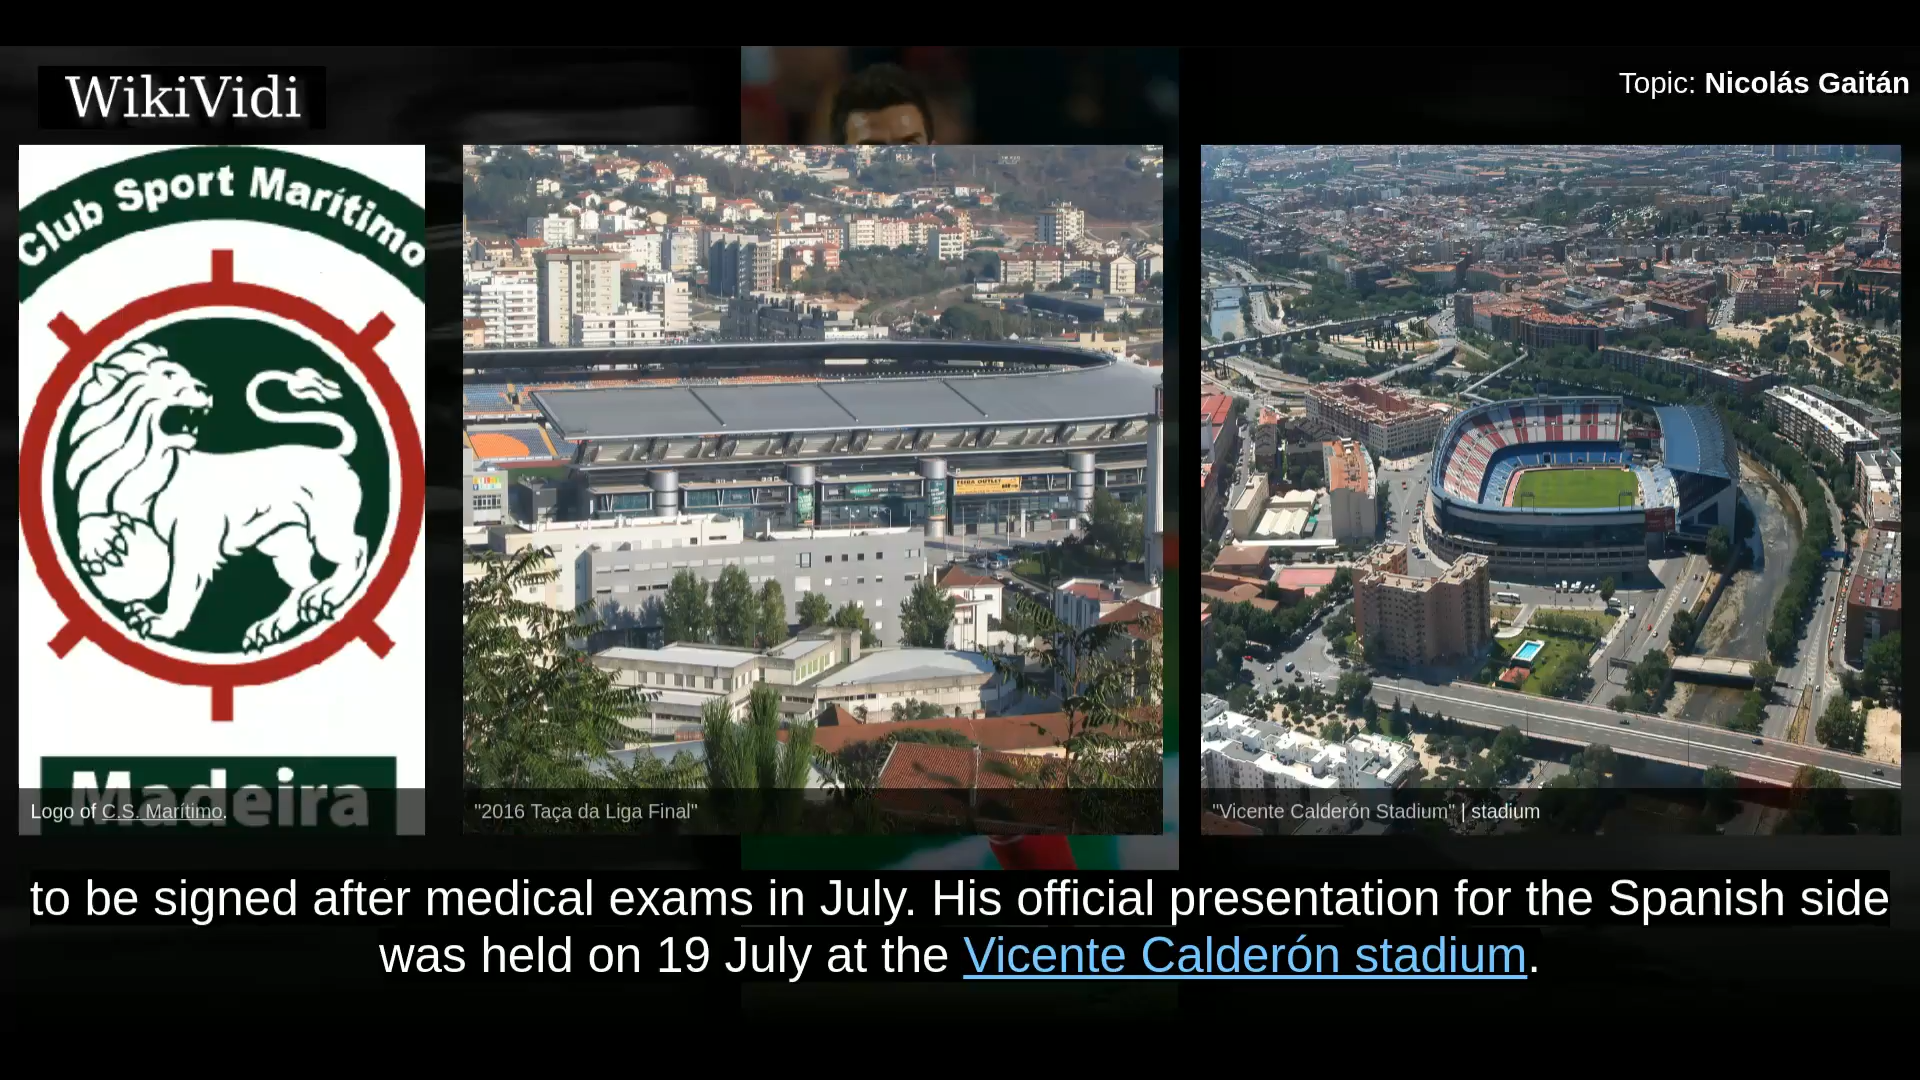 WikiVidi
Topic: Nicolás Gaitán
Club Sport Marítimo
Madeira
FEIRA OUTLET
Logo of C.S. Marítimo.
"2016 Taça da Liga Final"
"Vicente Calderón Stadium" | stadium
to be signed after medical exams in July. His official presentation for the Spanish side
was held on 19 July at the Vicente Calderón stadium.